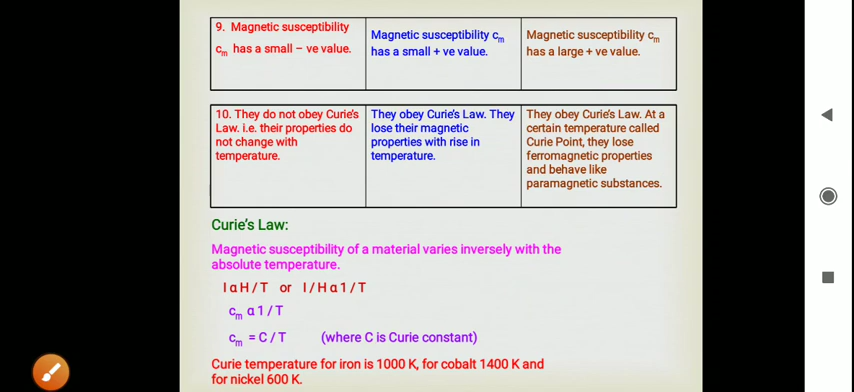 9. Magnetic susceptibility
cm has a small – ve value.
Magnetic susceptibility cm
has a small + ve value.
Magnetic susceptibility cm
has a large + ve value.
10. They do not obey Curie's
Law. i.e. their properties do
not change with
temperature.
They obey Curie's Law. They
lose their magnetic
properties with rise in
temperature.
They obey Curie's Law. At a
certain temperature called
Curie Point, they lose
ferromagnetic properties
and behave like
paramagnetic substances.
Curie's Law:
Magnetic susceptibility of a material varies inversely with the
absolute temperature.
I α H / T or I / H α 1 / T
cm α 1 / T
cm = C / T (where C is Curie constant)
Curie temperature for iron is 1000 K, for cobalt 1400 K and
for nickel 600 K.